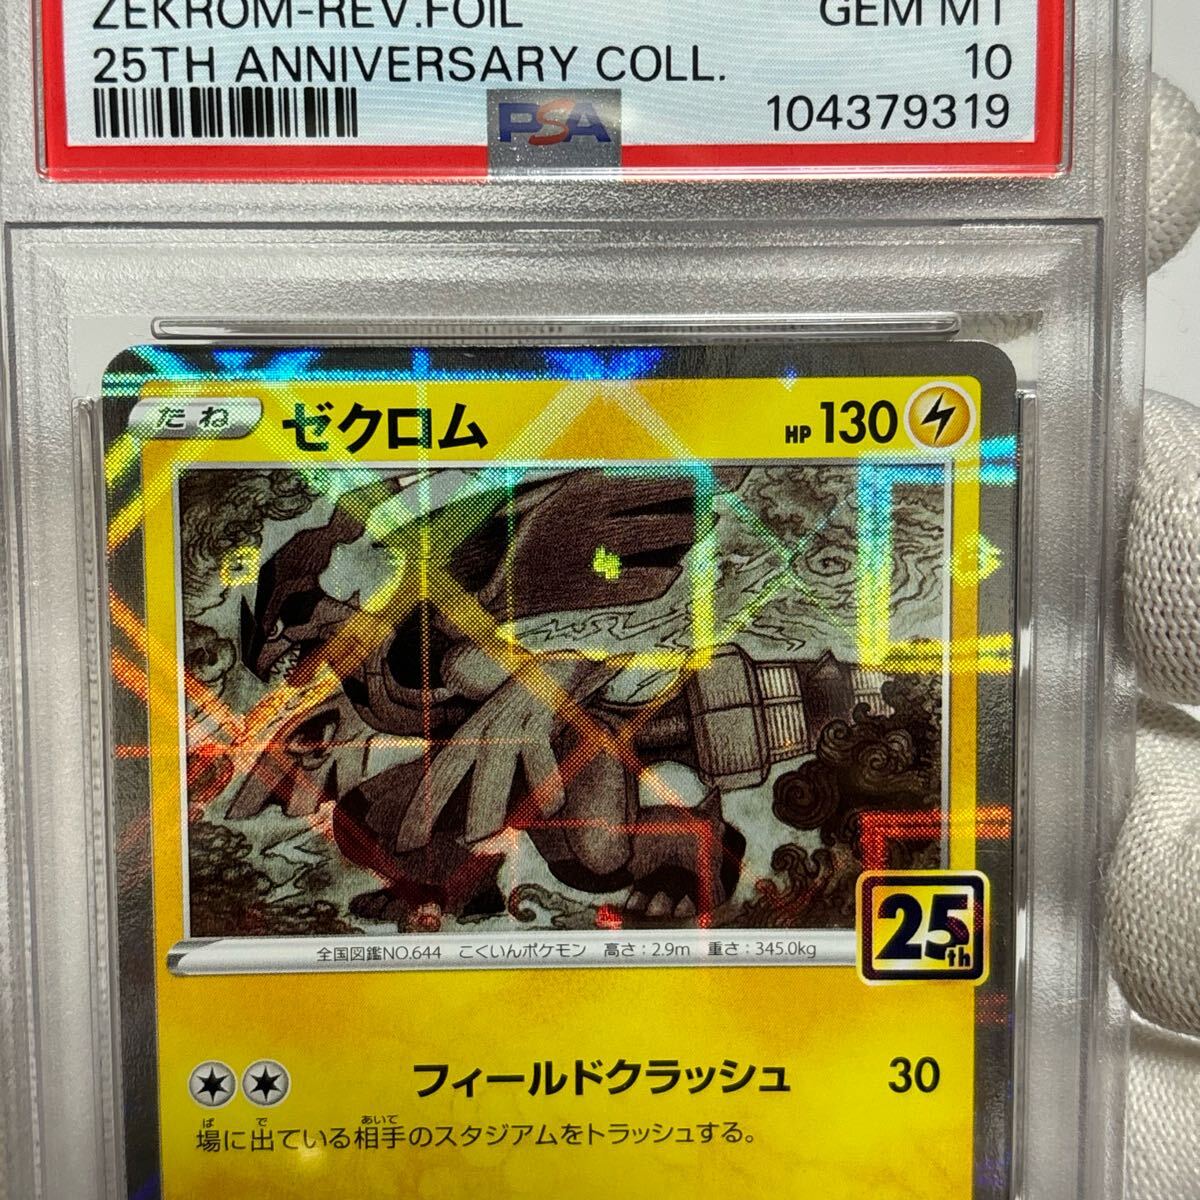 ZEKROM-REV.FOIL GEM MT
25TH ANNIVERSARY COLL. 10
PSA 104379319
たね ゼクロム HP 130
全国図鑑NO.644 こくいんポケモン 高さ:2.9m 重さ:345.0kg
25th
フィールドクラッシュ 30
場に出ている相手のスタジアムをトラッシュする。